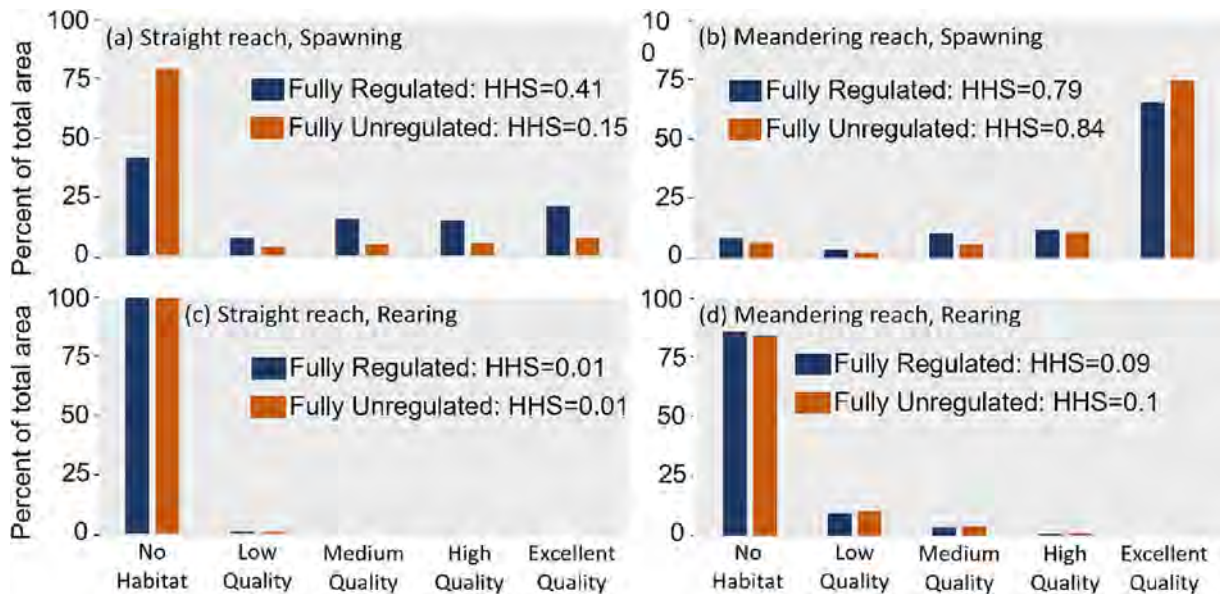 100
(a) Straight reach, Spawning
75
Fully Regulated: HHS=0.41
Fully Unregulated: HHS=0.15
50
25
0
Percent of total area
10
0
(b) Meandering reach, Spawning
75
Fully Regulated: HHS=0.79
Fully Unregulated: HHS=0.84
50
25
0
100
(c) Straight reach, Rearing
75
Fully Regulated: HHS=0.01
Fully Unregulated: HHS=0.01
50
25
0
Percent of total area
No
Habitat
Low
Quality
Medium
Quality
High
Quality
Excellent
Quality
100
(d) Meandering reach, Rearing
75
Fully Regulated: HHS=0.09
Fully Unregulated: HHS=0.1
50
25
0
No
Habitat
Low
Quality
Medium
Quality
High
Quality
Excellent
Quality